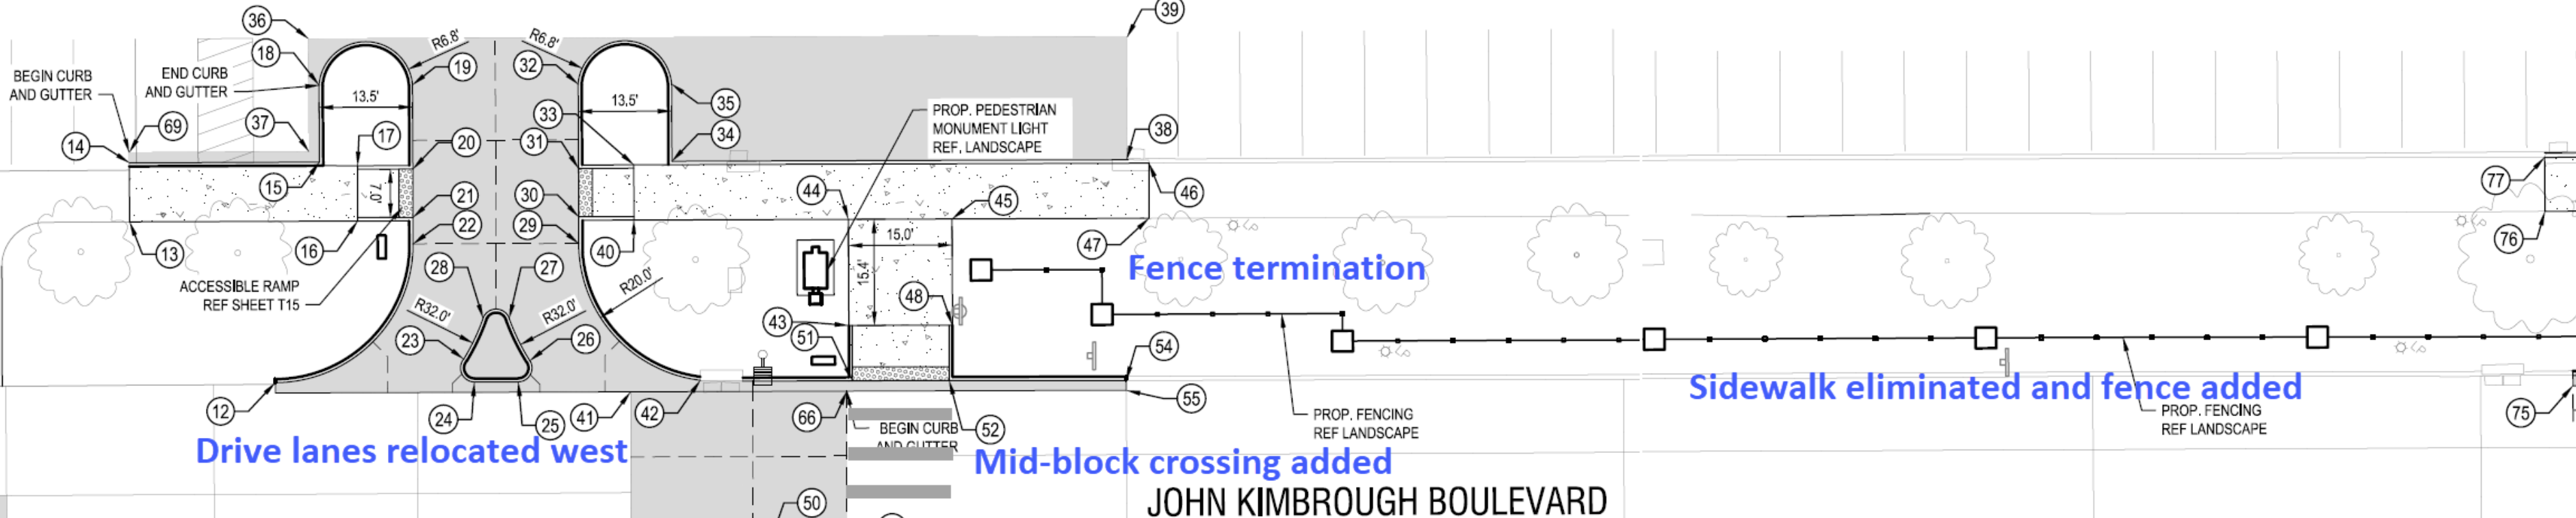 36
39
18
R6.8'
R6.8'
BEGIN CURB
AND GUTTER
END CURB
AND GUTTER
19
32
13.5'
13.5'
35
33
PROP. PEDESTRIAN
MONUMENT LIGHT
REF. LANDSCAPE
69
37
17
34
38
14
20
31
15
7.0'
44
45
46
77
21
30
22
29
16
40
47
13
15.0'
76
28
27
Fence termination
15.4'
ACCESSIBLE RAMP
REF SHEET T15
R20.0'
R32.0'
R32.0'
48
43
51
23
26
54
12
24
25
41
42
66
52
55
75
BEGIN CURB
AND GUTTER
PROP. FENCING
REF LANDSCAPE
Sidewalk eliminated and fence added
PROP. FENCING
REF LANDSCAPE
Drive lanes relocated west
Mid-block crossing added
50
JOHN KIMBROUGH BOULEVARD